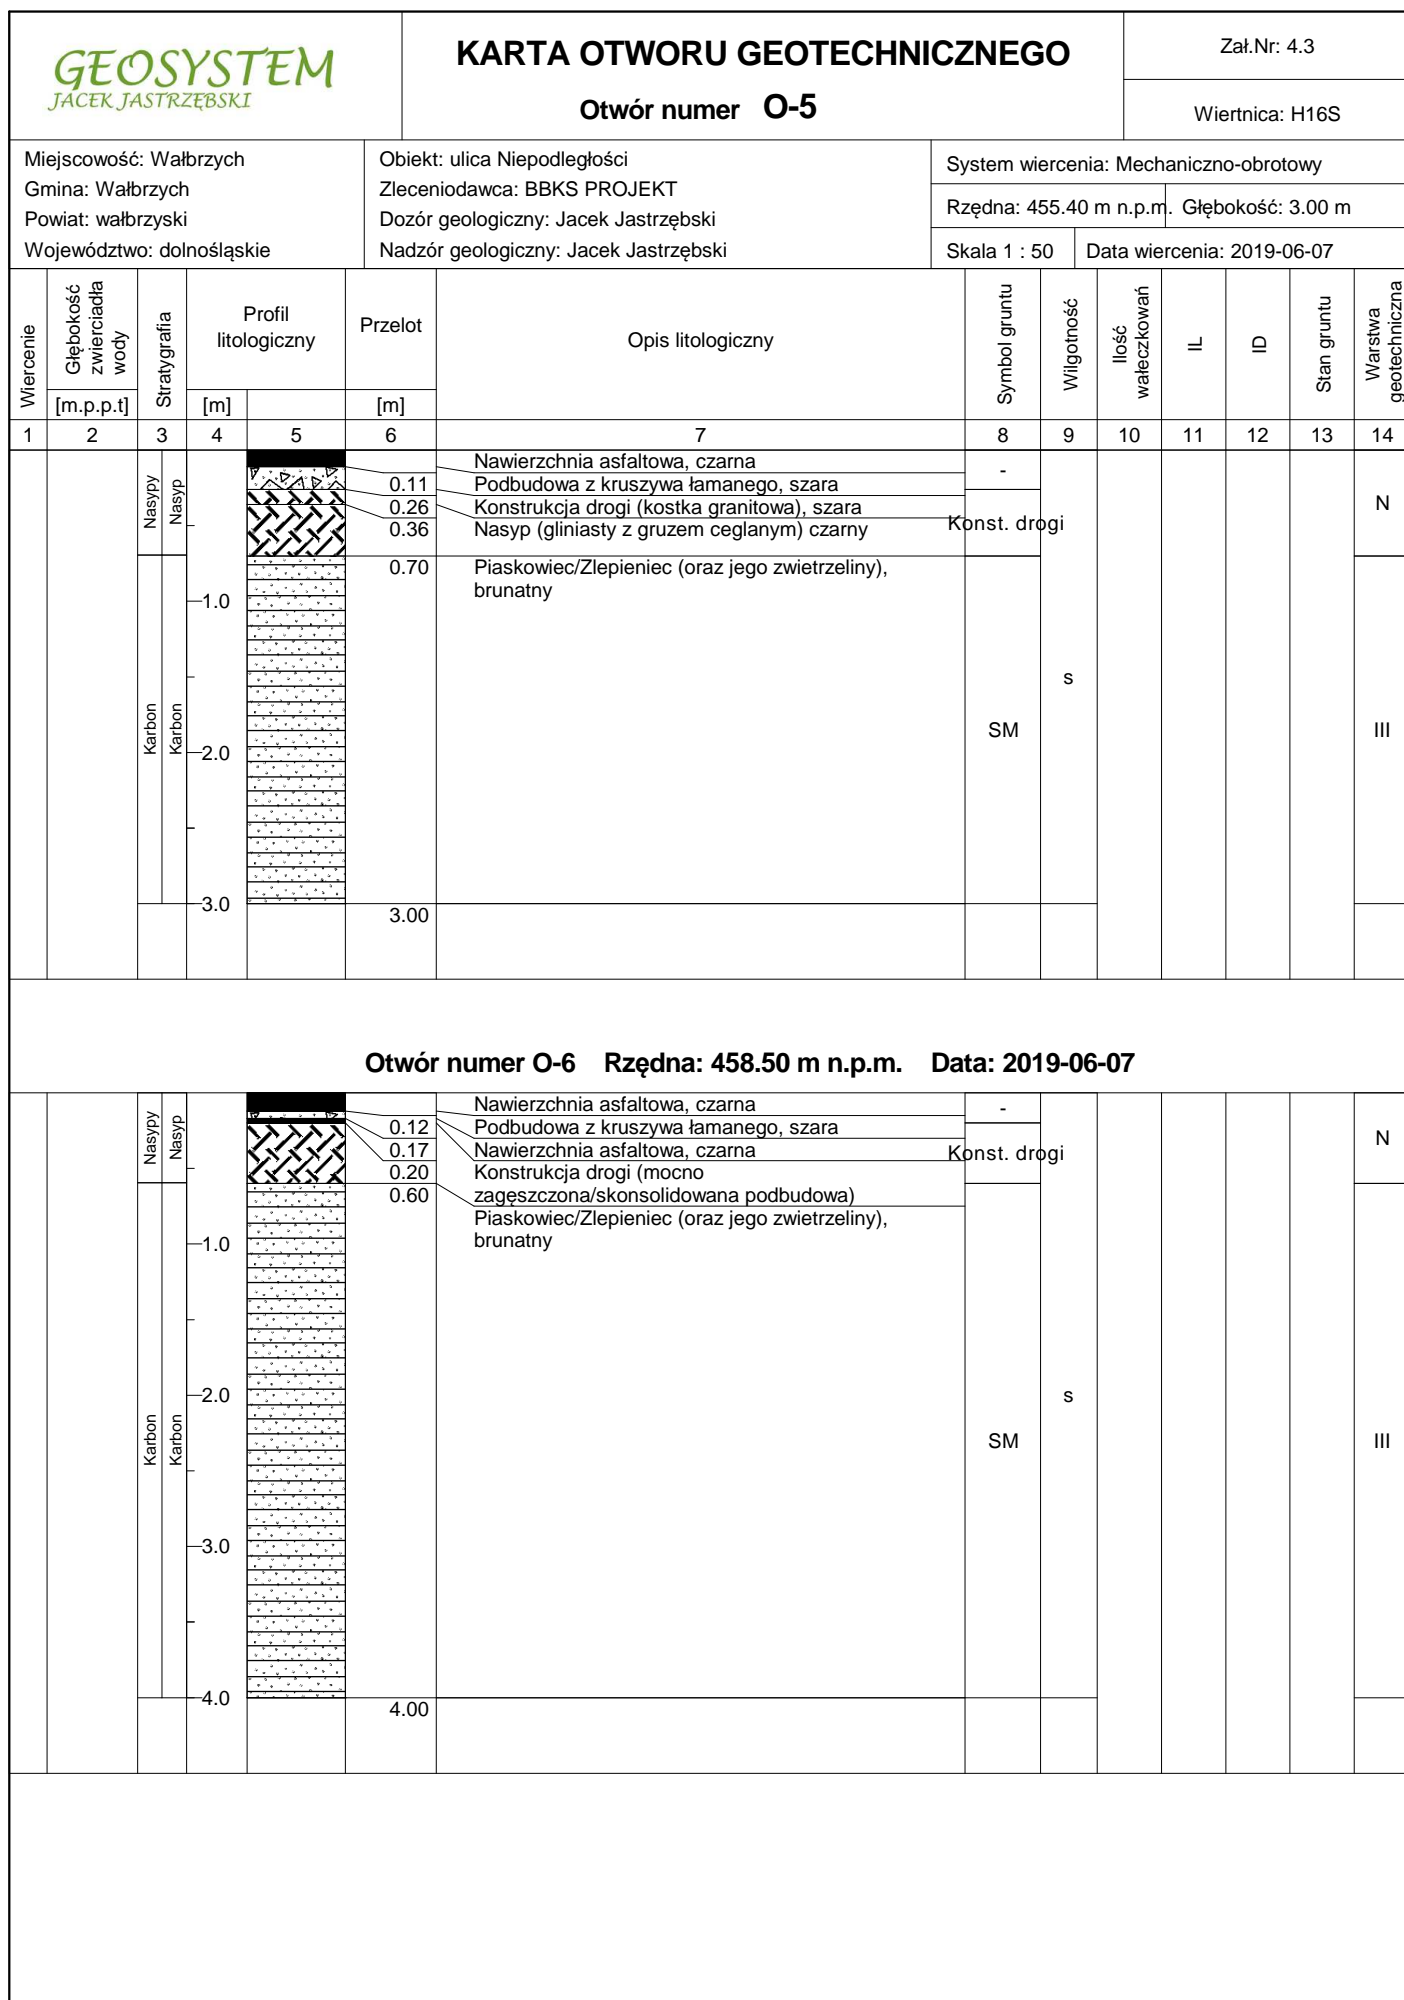 GEOSYSTEM
JACEK JASTRZĘBSKI
KARTA OTWORU GEOTECHNICZNEGO
Otwór numer O-5
Zał.Nr: 4.3
Wiertnica: H16S
Miejscowość: Wałbrzych
Gmina: Wałbrzych
Powiat: wałbrzyski
Województwo: dolnośląskie
Obiekt: ulica Niepodległości
Zleceniodawca: BBKS PROJEKT
Dozór geologiczny: Jacek Jastrzębski
Nadzór geologiczny: Jacek Jastrzębski
System wiercenia: Mechaniczno-obrotowy
Rzędna: 455.40 m n.p.m. Głębokość: 3.00 m
Skala 1 : 50 Data wiercenia: 2019-06-07
Wiercenie
Głębokość
zwierciadła
wody
[m.p.p.t]
Stratygrafia
Profil
litologiczny
[m]
Przelot
[m]
Opis litologiczny
Symbol gruntu
Wilgotność
Ilość
wałeczkowań
IL
ID
Stan gruntu
Warstwa
geotechniczna
1 2 3 4 5 6 7 8 9 10 11 12 13 14
Nasypy
Nasyp
Karbon
Karbon
1.0
2.0
3.0
Nawierzchnia asfaltowa, czarna
0.11 Podbudowa z kruszywa łamanego, szara
0.26 Konstrukcja drogi (kostka granitowa), szara
0.36 Nasyp (gliniasty z gruzem ceglanym) czarny
0.70 Piaskowiec/Zlepieniec (oraz jego zwietrzeliny),
brunatny
3.00
-
Konst. drogi
SM
s
N
III
Otwór numer O-6 Rzędna: 458.50 m n.p.m. Data: 2019-06-07
Nasypy
Nasyp
Karbon
Karbon
1.0
2.0
3.0
4.0
Nawierzchnia asfaltowa, czarna
0.12 Podbudowa z kruszywa łamanego, szara
0.17 Nawierzchnia asfaltowa, czarna
0.20 Konstrukcja drogi (mocno
0.60 zagęszczona/skonsolidowana podbudowa)
Piaskowiec/Zlepieniec (oraz jego zwietrzeliny),
brunatny
4.00
-
Konst. drogi
SM
s
N
III